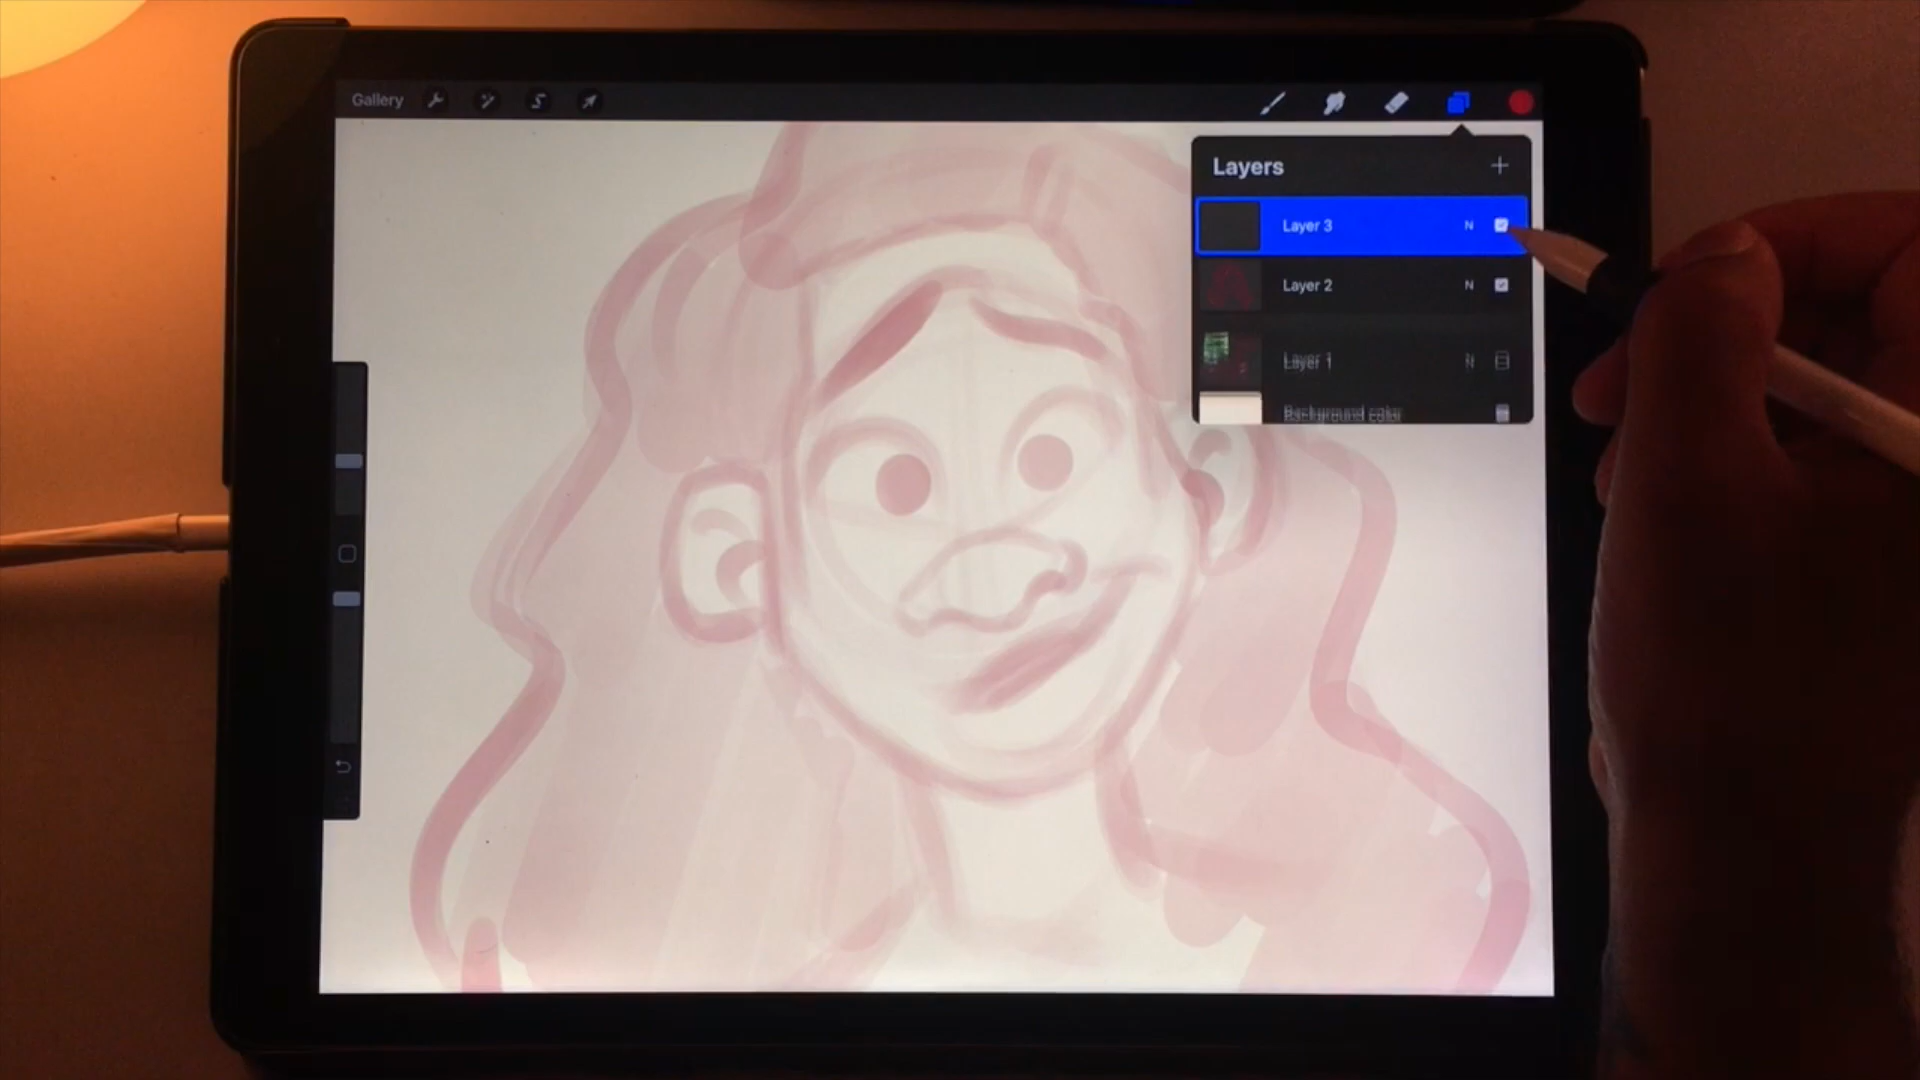 Gallery
Layers
Layer 3 N
Layer 2 N
Layer 1 N
Background color